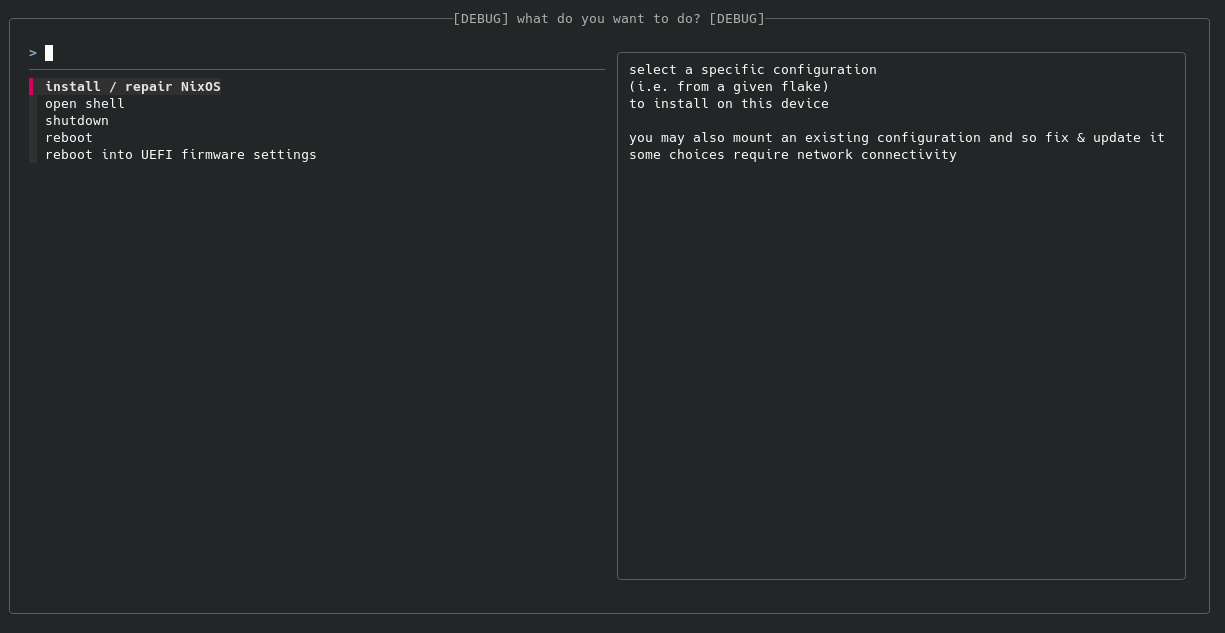 [DEBUG] what do you want to do? [DEBUG]
>
install / repair NixOS
open shell
shutdown
reboot
reboot into UEFI firmware settings
select a specific configuration
(i.e. from a given flake)
to install on this device
you may also mount an existing configuration and so fix & update it
some choices require network connectivity